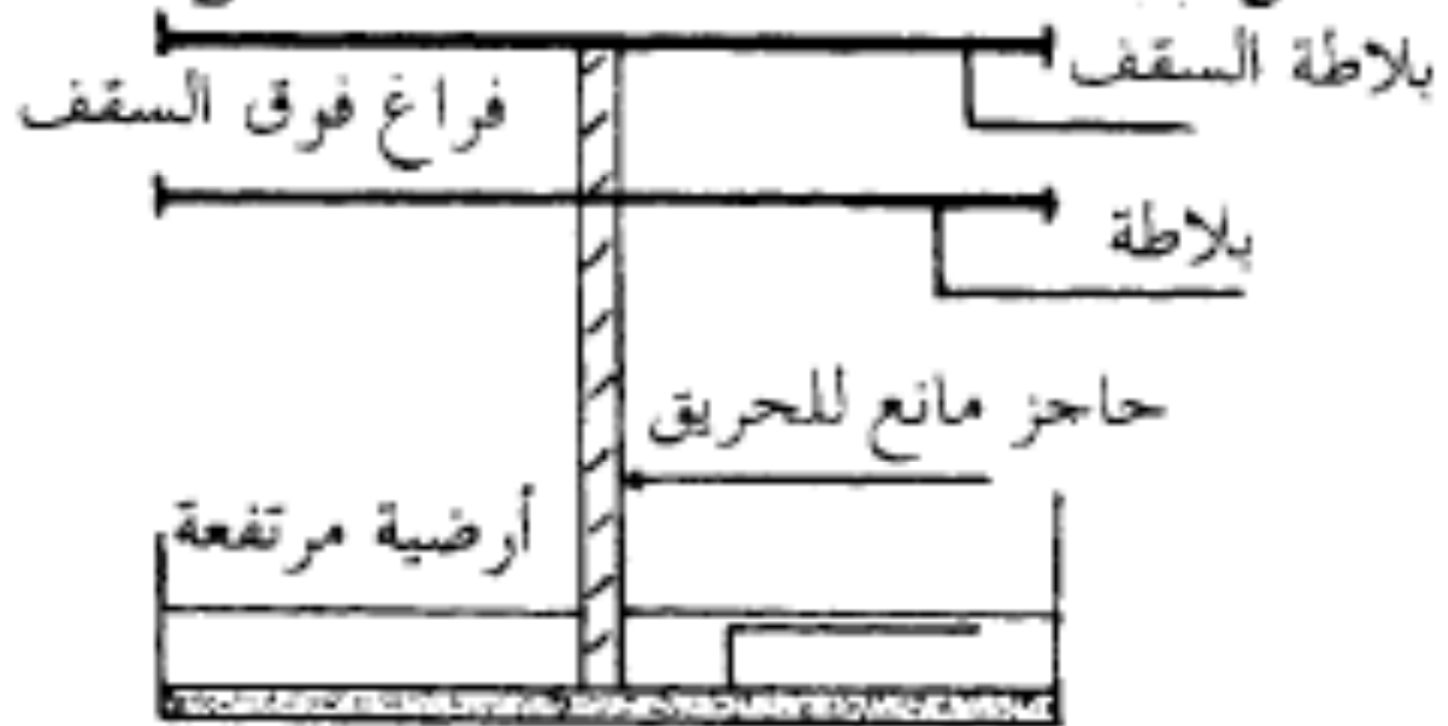 بلاطة السقف
فراغ فوق السقف
بلاطة
حاجز مانع للحريق
أرضية مرتفعة